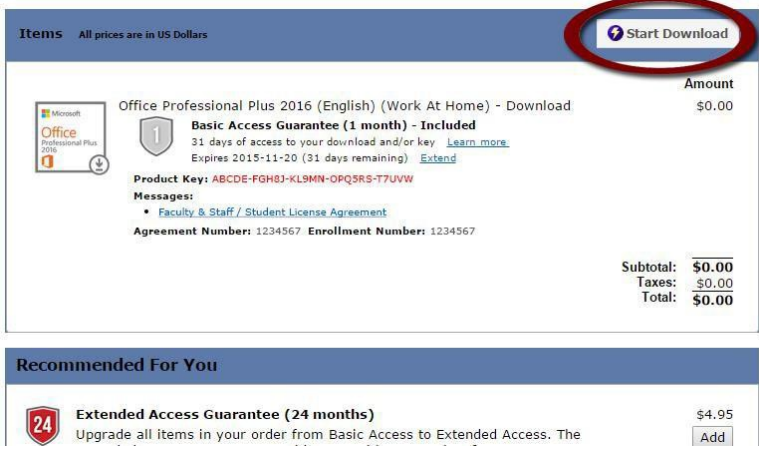 Items All prices are in US Dollars
Start Download
Amount
Office Professional Plus 2016 (English) (Work At Home) - Download $0.00
Microsoft
Office
Professional Plus
2016
1
Basic Access Guarantee (1 month) - Included
31 days of access to your download and/or key Learn more
Expires 2015-11-20 (31 days remaining) Extend
Product Key: ABCDE-FGH8J-KL9MN-OPQ5RS-T7UVW
Messages:
• Faculty & Staff / Student License Agreement
Agreement Number: 1234567 Enrollment Number: 1234567
Subtotal: $0.00
Taxes: $0.00
Total: $0.00
Recommended For You
24
Extended Access Guarantee (24 months) $4.95
Upgrade all items in your order from Basic Access to Extended Access. The
Add